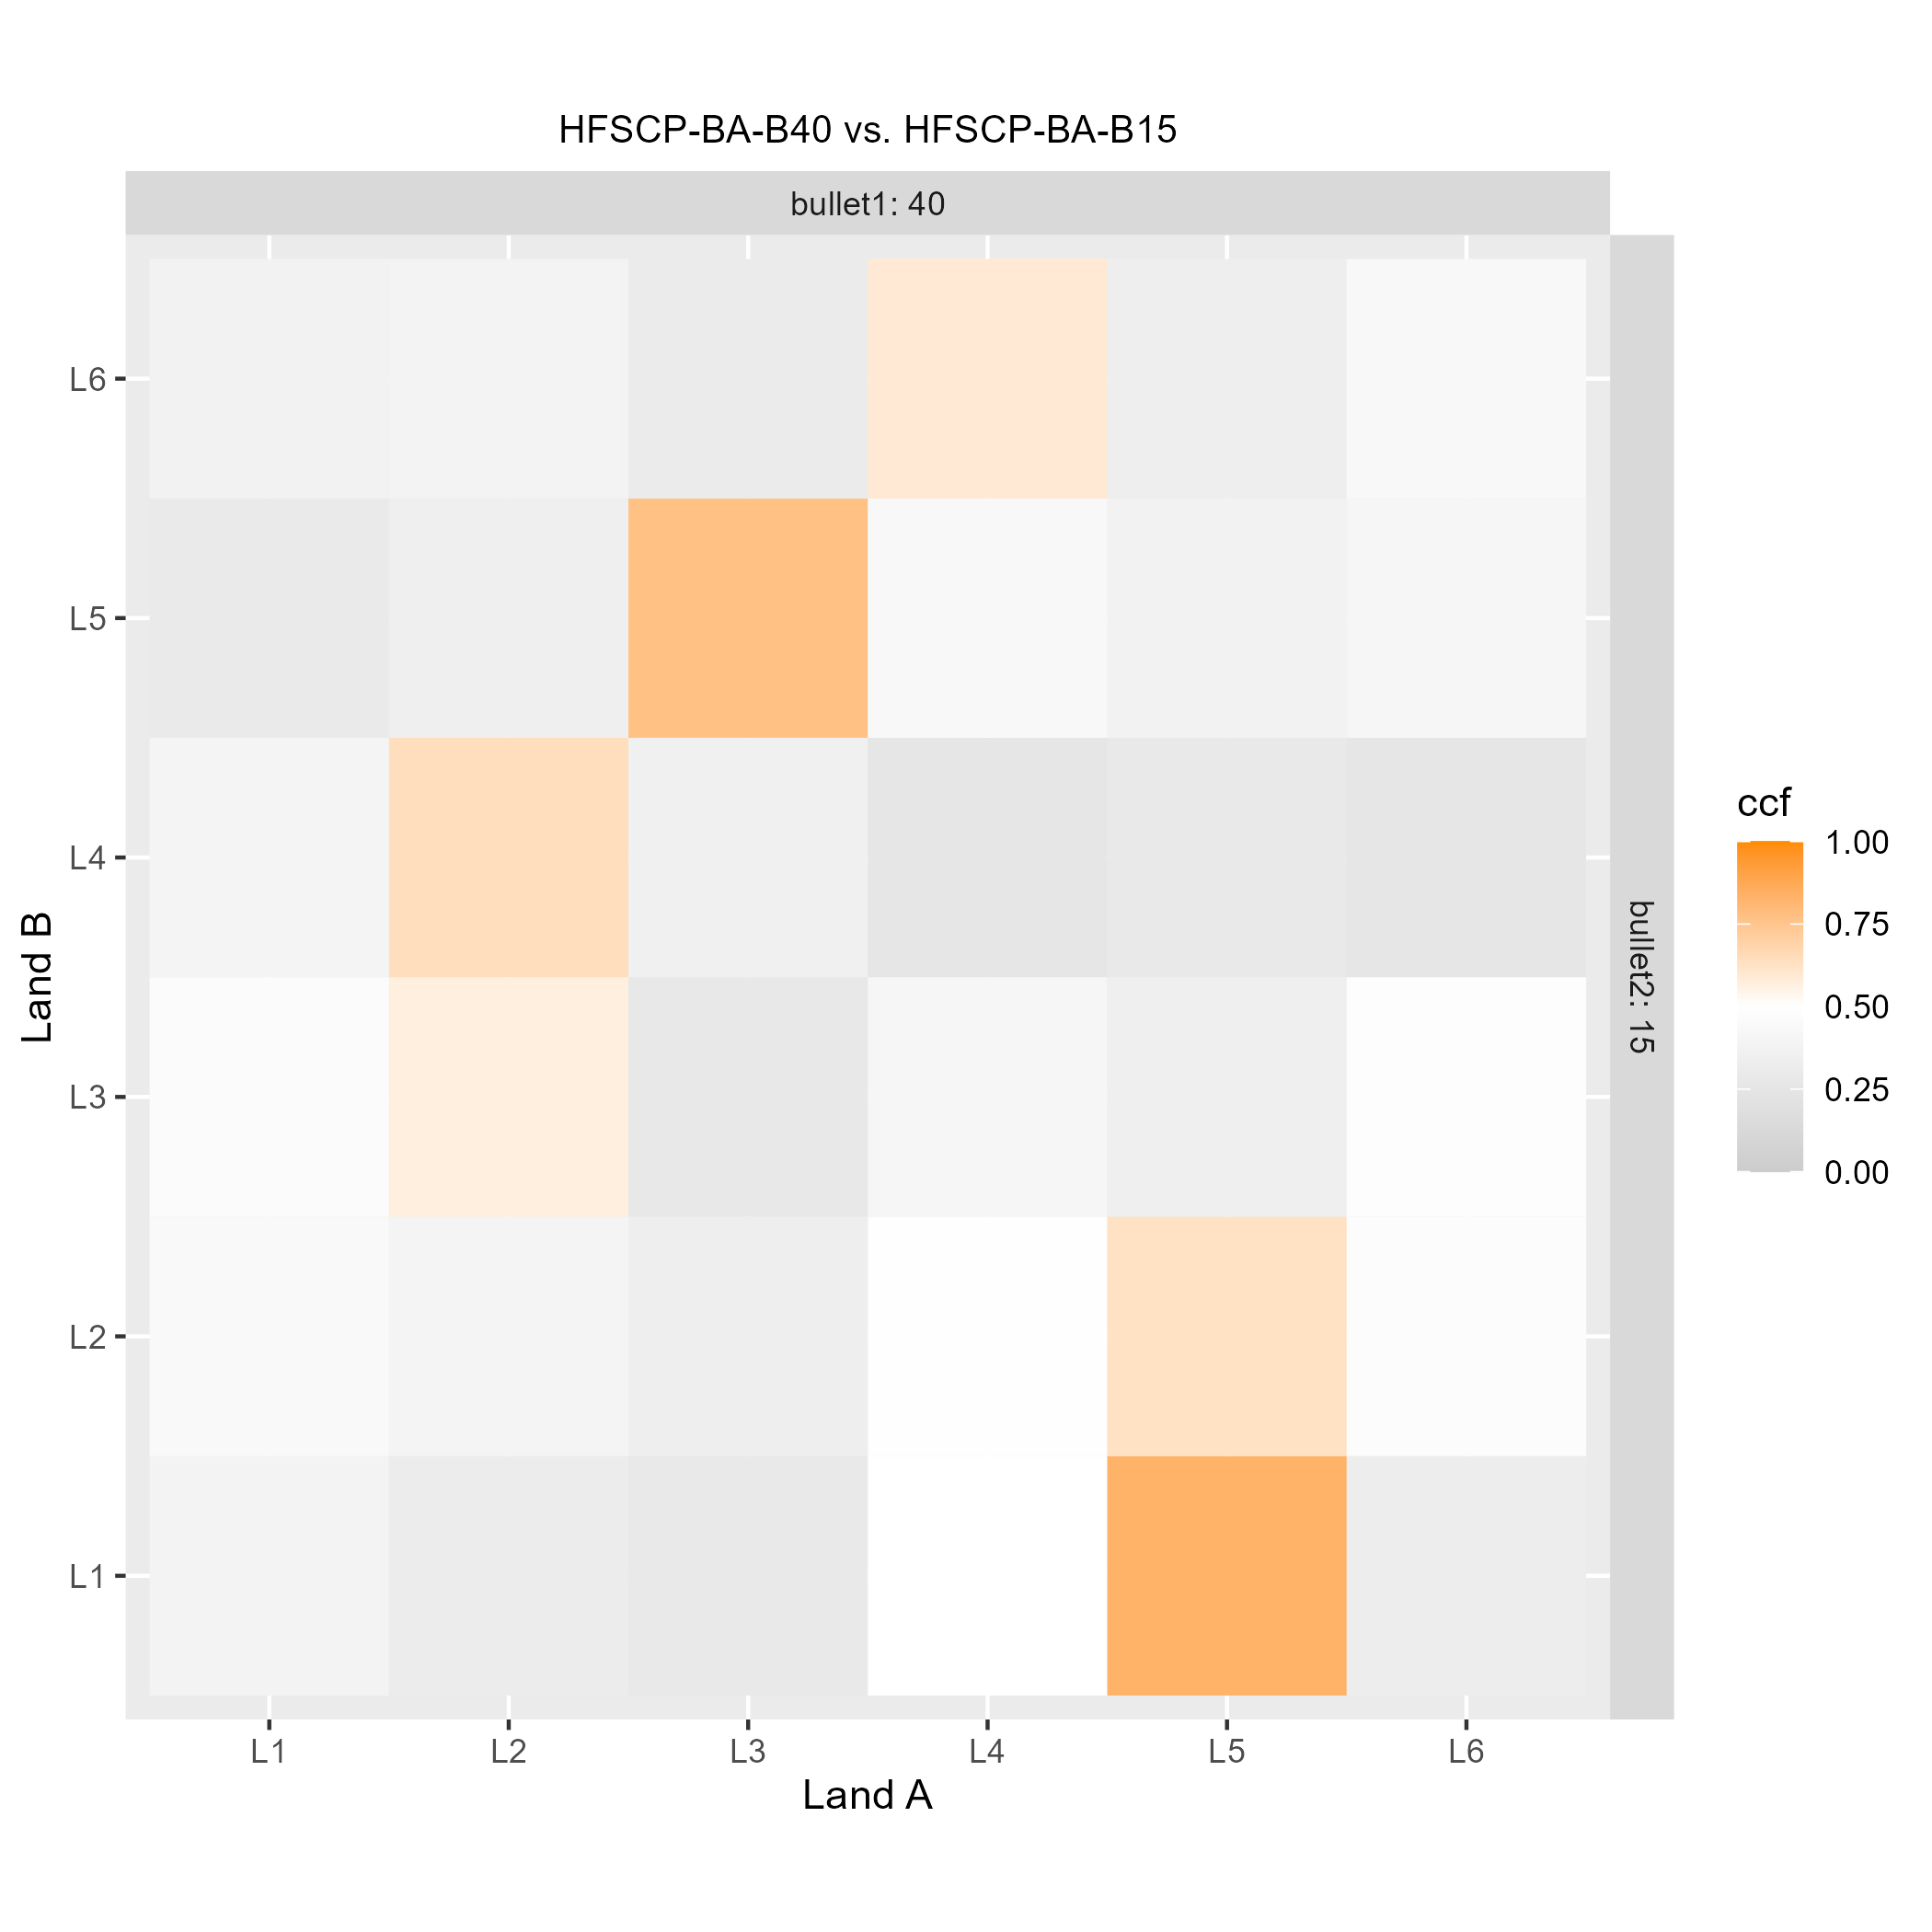 HFSCP-BA-B40 vs. HFSCP-BA-B15
bullet1: 40
L6
L5
L4
L3
L2
L1
Land B
L1
L2
L3
L4
L5
L6
Land A
bullet2: 15
ccf
1.00
0.75
0.50
0.25
0.00